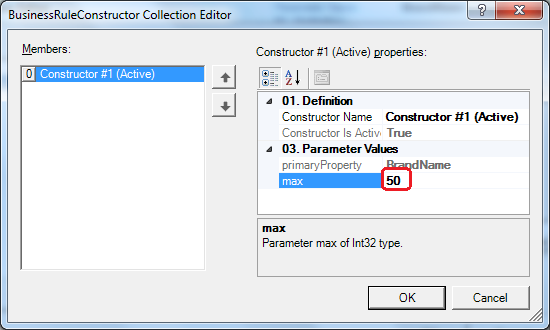 BusinessRuleConstructor Collection Editor
?
Members:
0 Constructor #1 (Active)
Constructor #1 (Active) properties:
A
Z
01. Definition
Constructor Name Constructor #1 (Active)
Constructor Is Active True
03. Parameter Values
primaryProperty BrandName
max 50
max
Parameter max of Int32 type.
OK Cancel